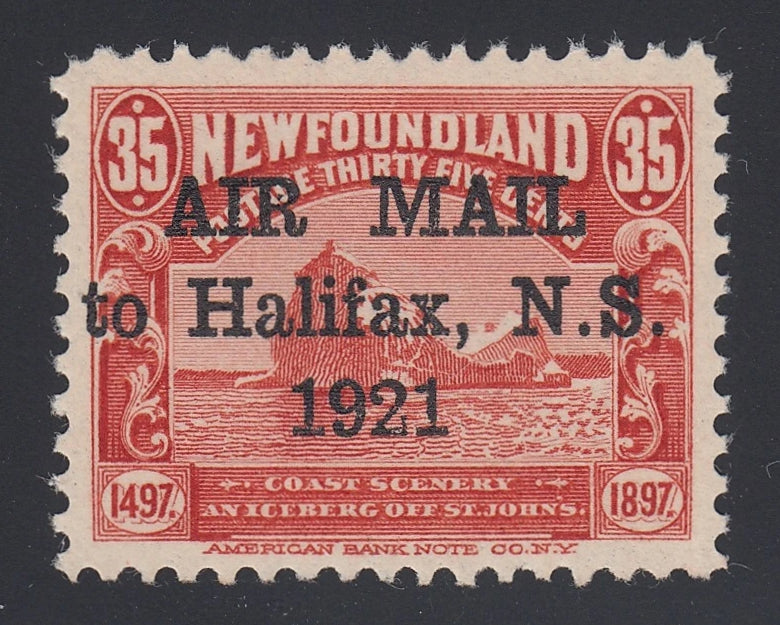 35 NEWFOUNDLAND 35
POSTAGE THIRTY FIVE CENTS
AIR MAIL
to Halifax, N.S.
1921
COAST SCENERY
1497. AN ICEBERG OFF ST. JOHN'S. 1897.
AMERICAN BANK NOTE CO. N.Y.